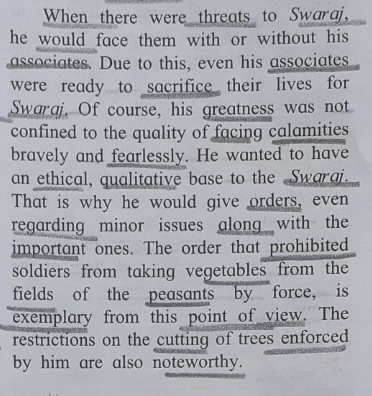 When there were threats to Swaraj,
he would face them with or without his
associates. Due to this, even his associates
were ready to sacrifice their lives for
Swaraj. Of course, his greatness was not
confined to the quality of facing calamities
bravely and fearlessly. He wanted to have
an ethical, qualitative base to the Swaraj.
That is why he would give orders, even
regarding minor issues along with the
important ones. The order that prohibited
soldiers from taking vegetables from the
fields of the peasants by force, is
exemplary from this point of view. The
restrictions on the cutting of trees enforced
by him are also noteworthy.